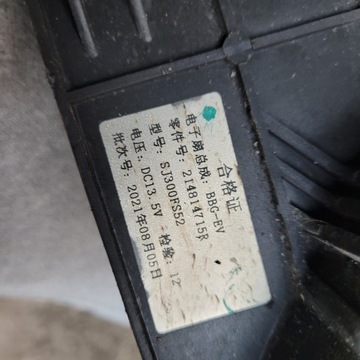 合格证
电子扇总成: BBG-EV
零件号: 214814715R
型号: SJ300FS52
电压: DC13.5V 检验: 12
批次号: 2021年08月05日